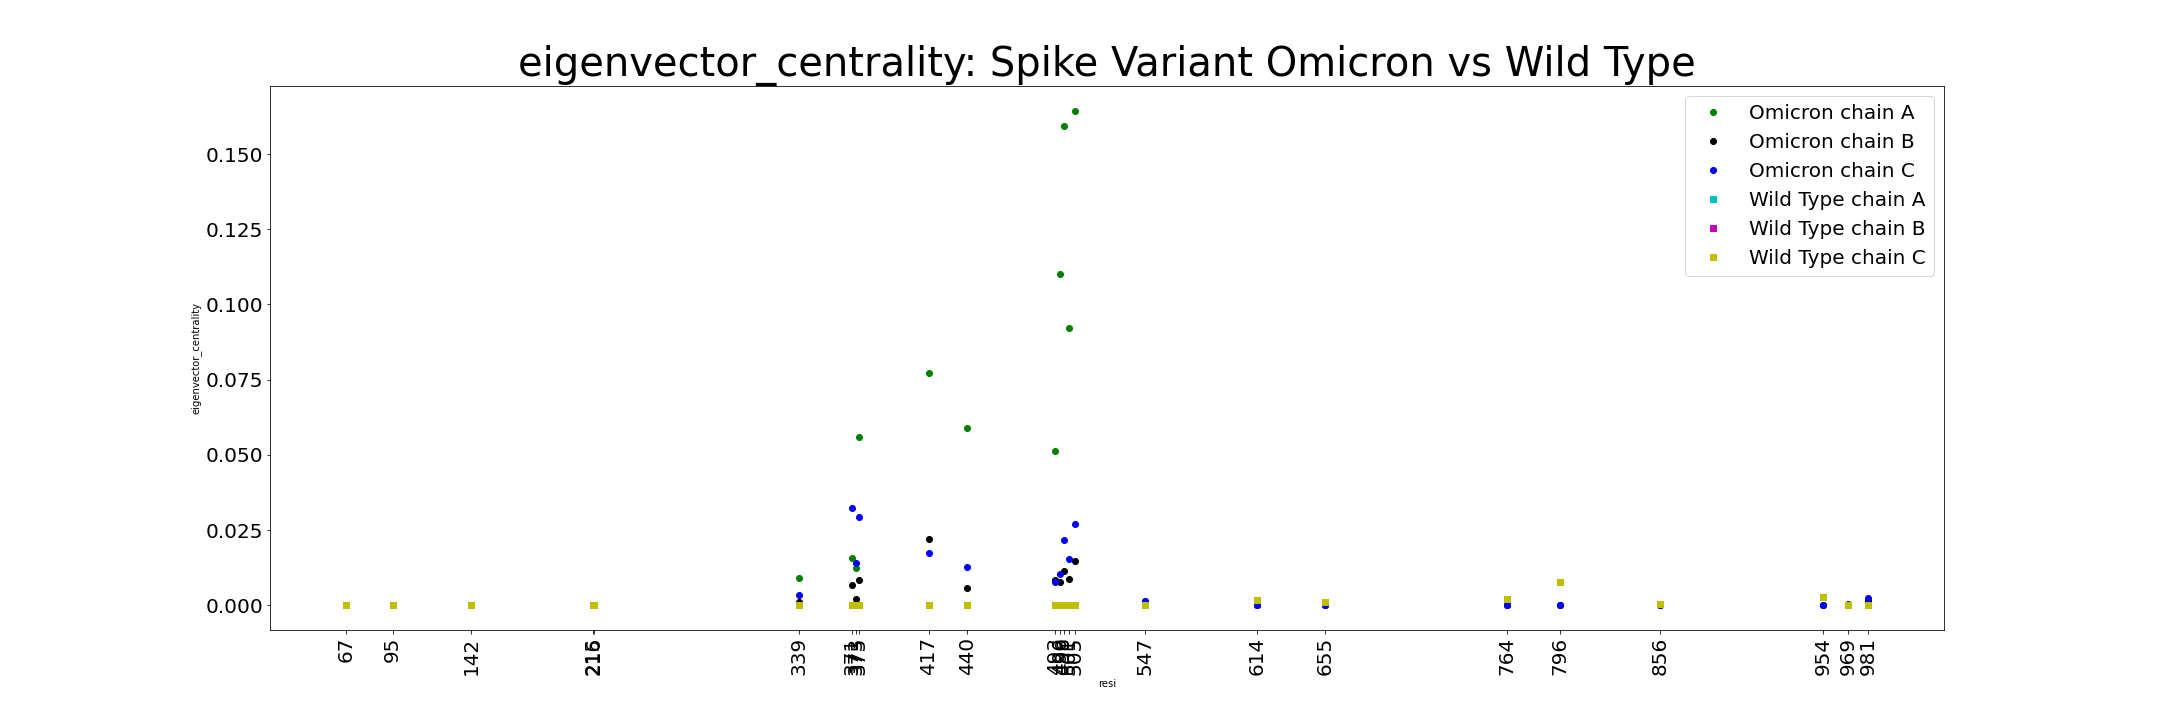 eigenvector_centrality: Spike Variant Omicron vs Wild Type
Omicron chain A
Omicron chain B
Omicron chain C
Wild Type chain A
Wild Type chain B
Wild Type chain C
0.150
0.125
0.100
0.075
0.050
0.025
0.000
eigenvector_centrality
67
95
142
339
417
440
505
547
614
655
764
796
856
954
969
981
resi